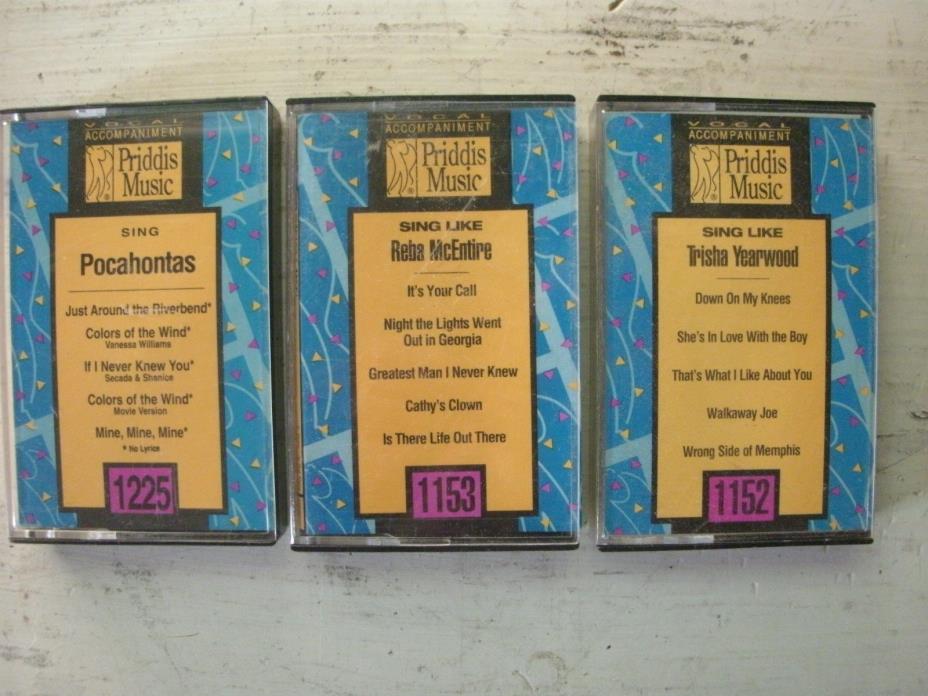 VOCAL
ACCOMPANIMENT
Priddis
Music
SING
Pocahontas
Just Around the Riverbend*
Colors of the Wind*
Vanessa Williams
If I Never Knew You*
Secada & Shanice
Colors of the Wind*
Movie Version
Mine, Mine, Mine*
* No Lyrics
1225
VOCAL
ACCOMPANIMENT
Priddis
Music
SING LIKE
Reba McEntire
It's Your Call
Night the Lights Went
Out in Georgia
Greatest Man I Never Knew
Cathy's Clown
Is There Life Out There
1153
VOCAL
ACCOMPANIMENT
Priddis
Music
SING LIKE
Trisha Yearwood
Down On My Knees
She's In Love With the Boy
That's What I Like About You
Walkaway Joe
Wrong Side of Memphis
1152